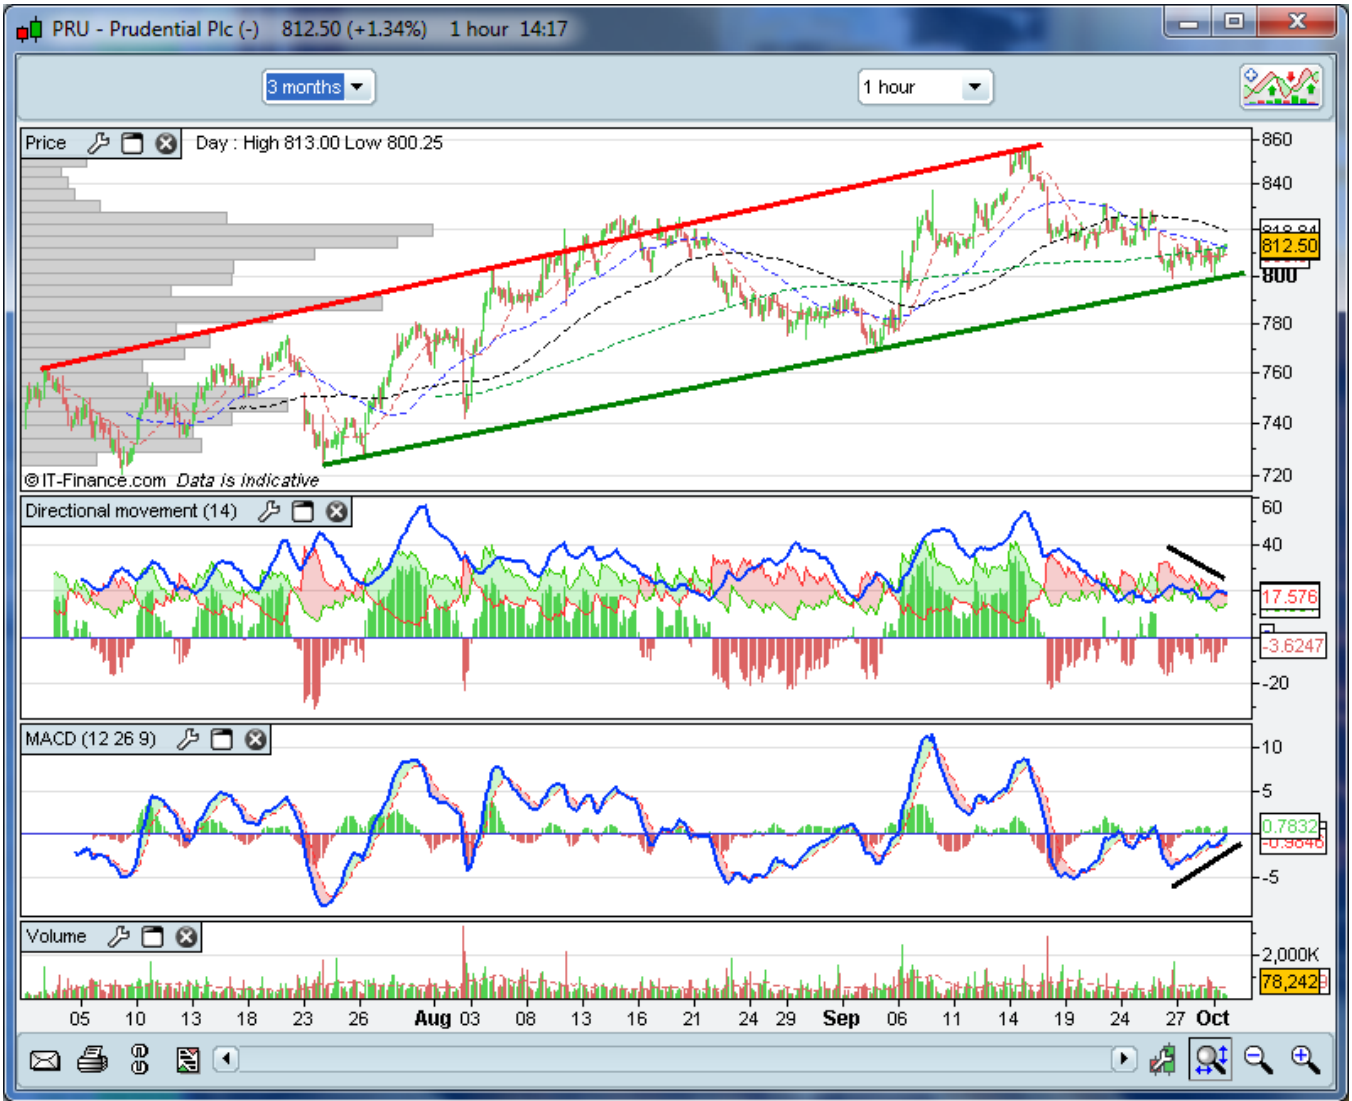 PRU - Prudential Plc (-) 812.50 (+1.34%) 1 hour 14:17
3 months 1 hour
Price Day : High 813.00 Low 800.25
860
840
812.50
800
780
760
740
720
© IT-Finance.com Data is indicative
Directional movement (14)
60
40
17.576
-3.6247
-20
MACD (12 26 9)
10
5
0.7832
-5
Volume
2,000K
78,242
05 10 13 18 23 26 Aug 03 08 13 16 21 24 29 Sep 06 11 14 19 24 27 Oct